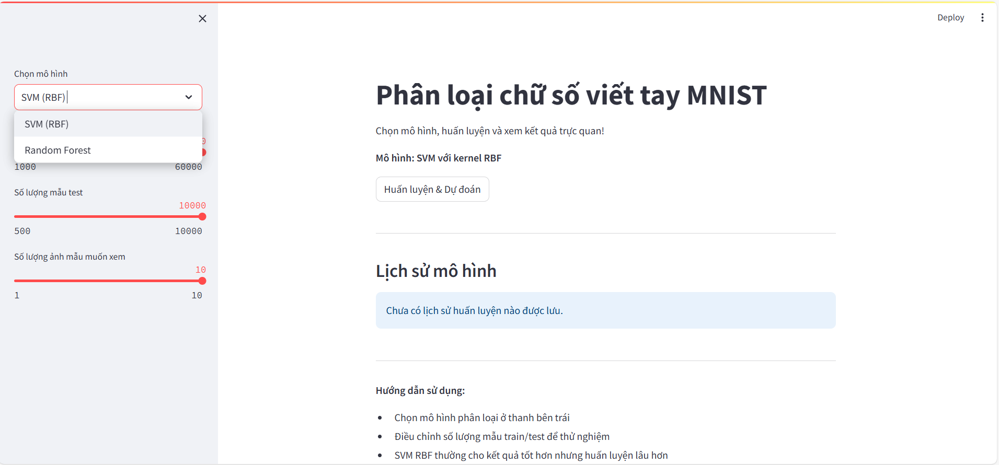 Deploy
Chọn mô hình
SVM (RBF)
SVM (RBF)
Random Forest
0
1000 60000
Số lượng mẫu test
10000
500 10000
Số lượng ảnh mẫu muốn xem
10
1 10
Phân loại chữ số viết tay MNIST
Chọn mô hình, huấn luyện và xem kết quả trực quan!
Mô hình: SVM với kernel RBF
Huấn luyện & Dự đoán
Lịch sử mô hình
Chưa có lịch sử huấn luyện nào được lưu.
Hướng dẫn sử dụng:
Chọn mô hình phân loại ở thanh bên trái
Điều chỉnh số lượng mẫu train/test để thử nghiệm
SVM RBF thường cho kết quả tốt hơn nhưng huấn luyện lâu hơn